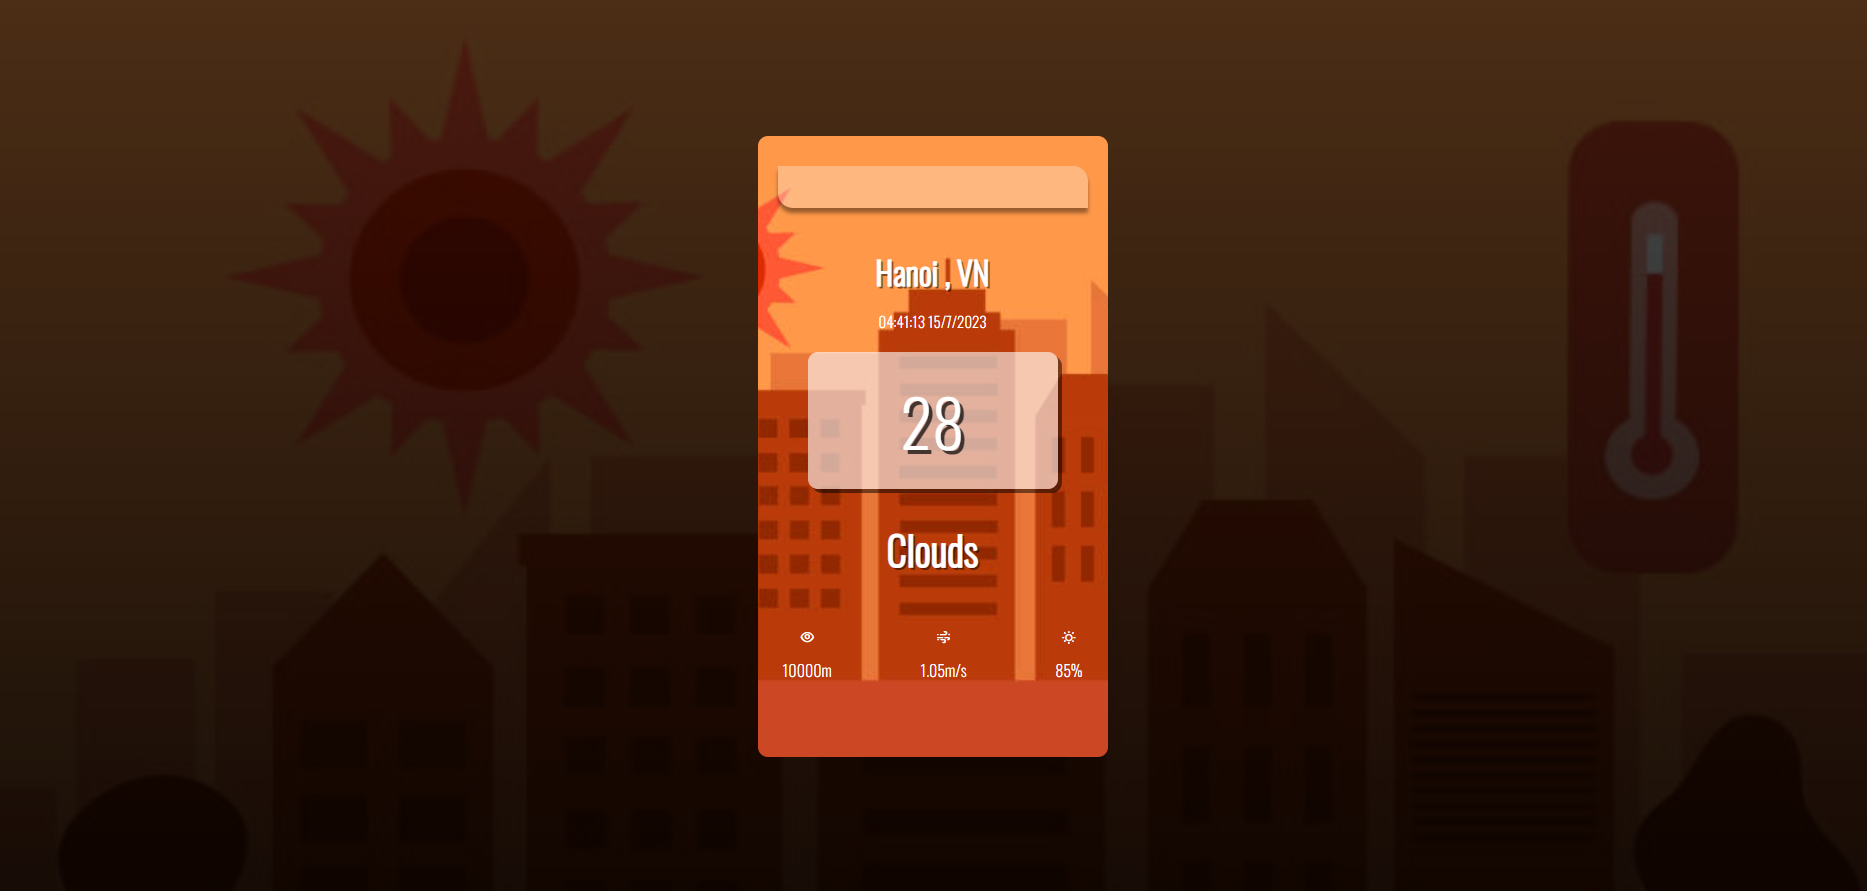 Hanoi , VN
04:41:13 15/7/2023
28
Clouds
10000m 1.05m/s 85%